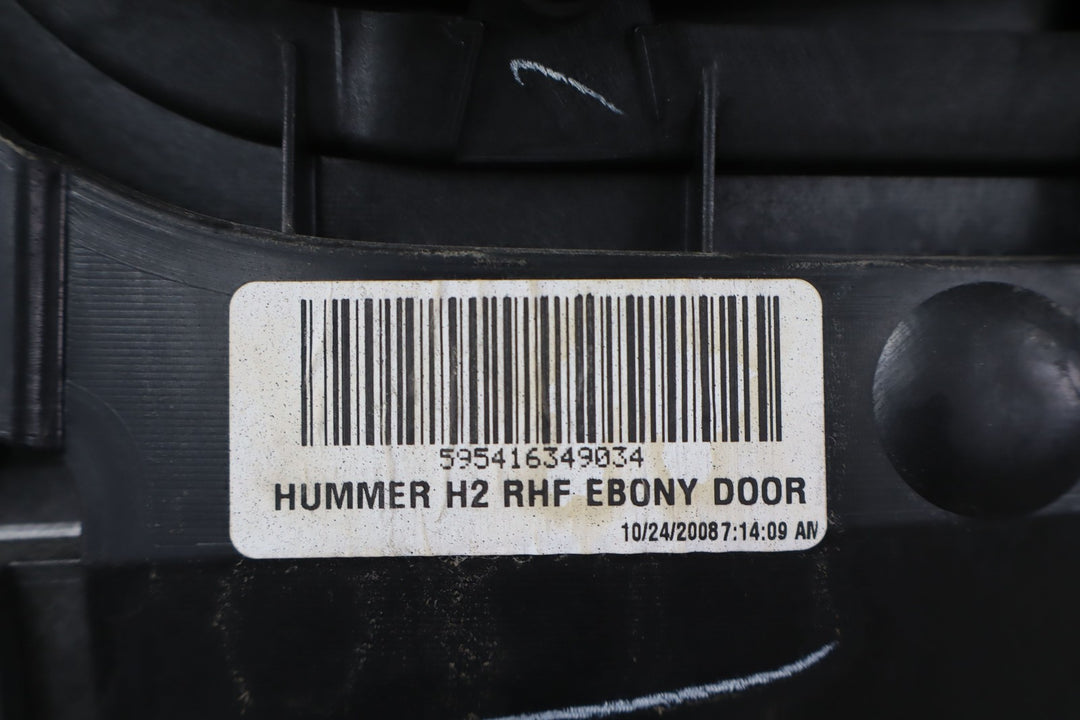 595416349034
HUMMER H2 RHF EBONY DOOR
10/24/20087:14:09 AM